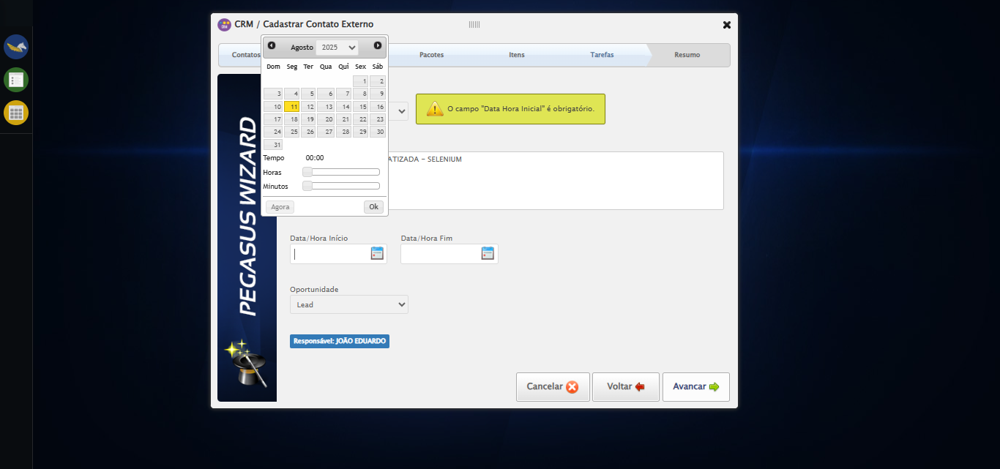 CRM / Cadastrar Contato Externo
Contatos
Pacotes
Itens
Tarefas
Resumo
Agosto 2025
Dom Seg Ter Qua Qui Sex Sáb
1 2
3 4 5 6 7 8 9
10 11 12 13 14 15 16
17 18 19 20 21 22 23
24 25 26 27 28 29 30
31
Tempo 00:00
Horas
Minutos
Agora Ok
O campo "Data Hora Inicial" é obrigatório.
ATIZADA - SELENIUM
PEGASUS WIZARD
Data/Hora Início
Data/Hora Fim
Oportunidade
Lead
Responsável: JOÃO EDUARDO
Cancelar
Voltar
Avancar